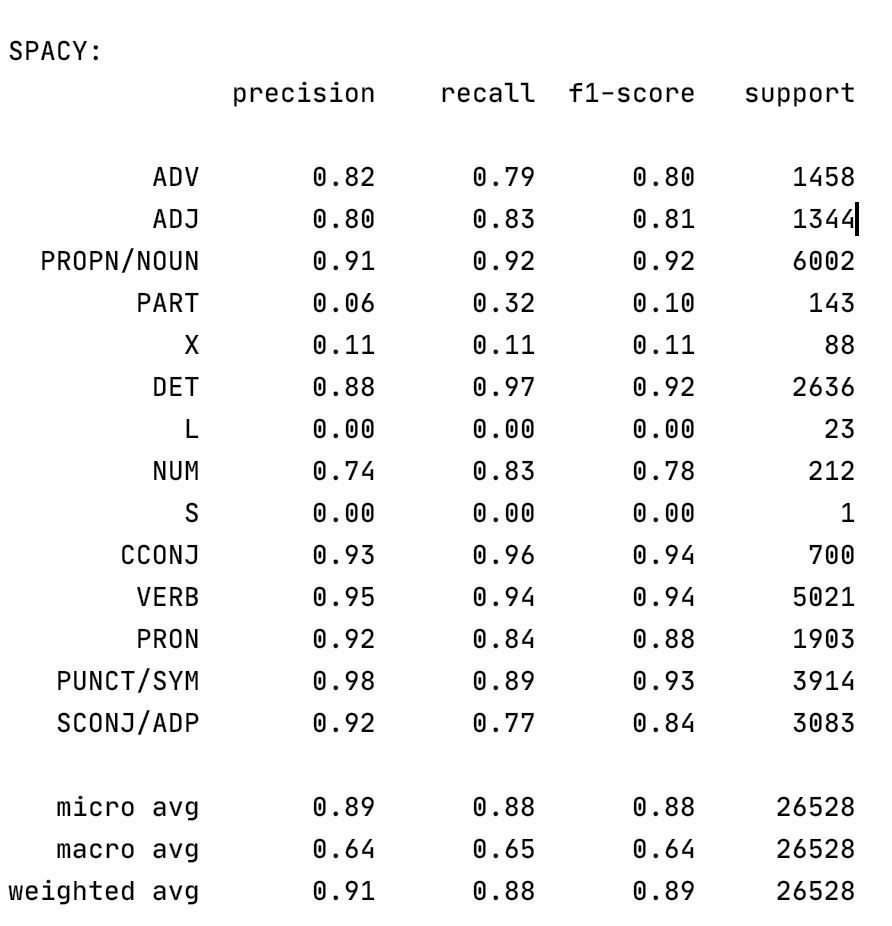 SPACY:
precision recall f1-score support
ADV 0.82 0.79 0.80 1458
ADJ 0.80 0.83 0.81 1344
PROPN/NOUN 0.91 0.92 0.92 6002
PART 0.06 0.32 0.10 143
X 0.11 0.11 0.11 88
DET 0.88 0.97 0.92 2636
L 0.00 0.00 0.00 23
NUM 0.74 0.83 0.78 212
S 0.00 0.00 0.00 1
CCONJ 0.93 0.96 0.94 700
VERB 0.95 0.94 0.94 5021
PRON 0.92 0.84 0.88 1903
PUNCT/SYM 0.98 0.89 0.93 3914
SCONJ/ADP 0.92 0.77 0.84 3083
micro avg 0.89 0.88 0.88 26528
macro avg 0.64 0.65 0.64 26528
weighted avg 0.91 0.88 0.89 26528